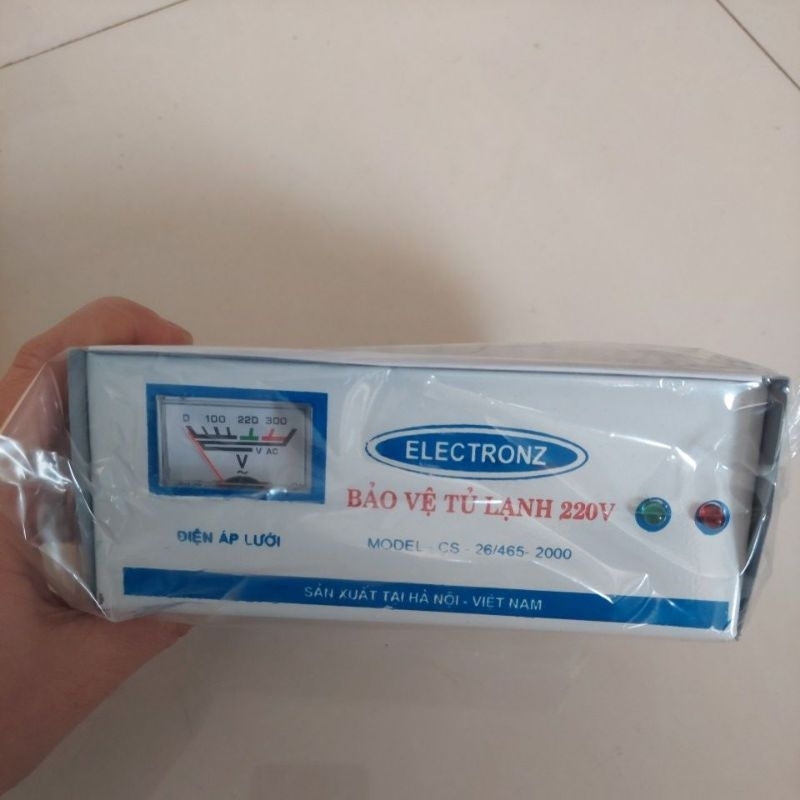 0 100 220 300
V AC
V
~
ELECTRONZ
BẢO VỆ TỦ LẠNH 220V
ĐIỆN ÁP LƯỚI
MODEL - CS - 26/465- 2000
SẢN XUẤT TẠI HÀ NỘI - VIỆT NAM